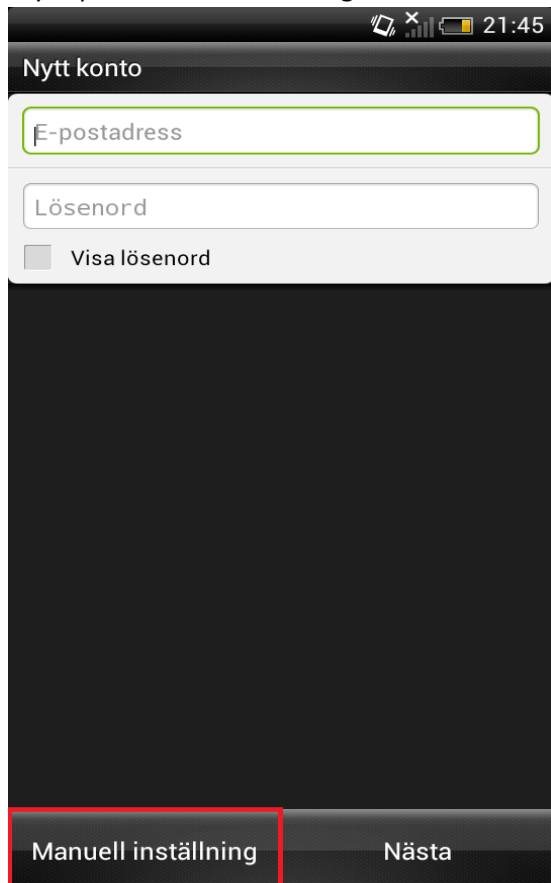 21:45
Nytt konto
E-postadress
Lösenord
Visa lösenord
Manuell inställning
Nästa